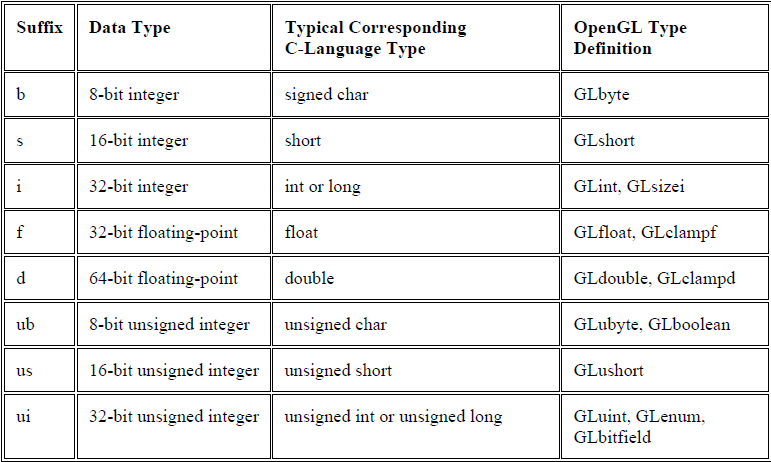 Suffix Data Type Typical Corresponding C-Language Type OpenGL Type Definition
b 8-bit integer signed char GLbyte
s 16-bit integer short GLshort
i 32-bit integer int or long GLint, GLsizei
f 32-bit floating-point float GLfloat, GLclampf
d 64-bit floating-point double GLdouble, GLclampd
ub 8-bit unsigned integer unsigned char GLubyte, GLboolean
us 16-bit unsigned integer unsigned short GLushort
ui 32-bit unsigned integer unsigned int or unsigned long GLuint, GLenum, GLbitfield